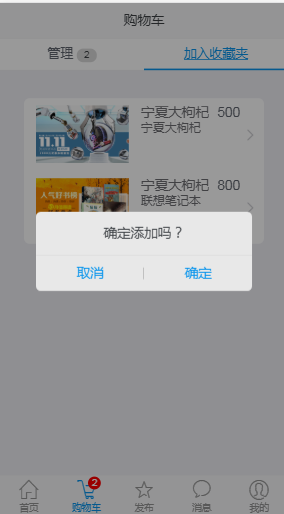 购物车
管理 2
加入收藏夹
11.11
宁夏大枸杞 500
宁夏大枸杞
人气好书榜
宁夏大枸杞 800
联想笔记本
确定添加吗？
取消
确定
2
首页
购物车
发布
消息
我的